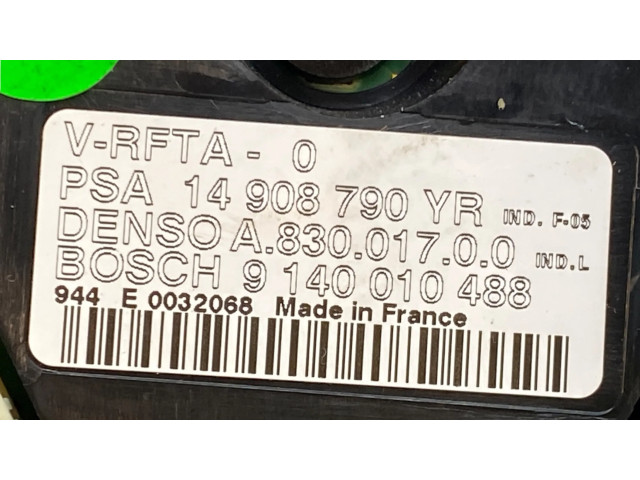 V-RFTA - 0
PSA 14 908 790 YR IND. F-05
DENSO A.830.017.0.0 IND.L
BOSCH 9 140 010 488
944 E 0032068 Made in France